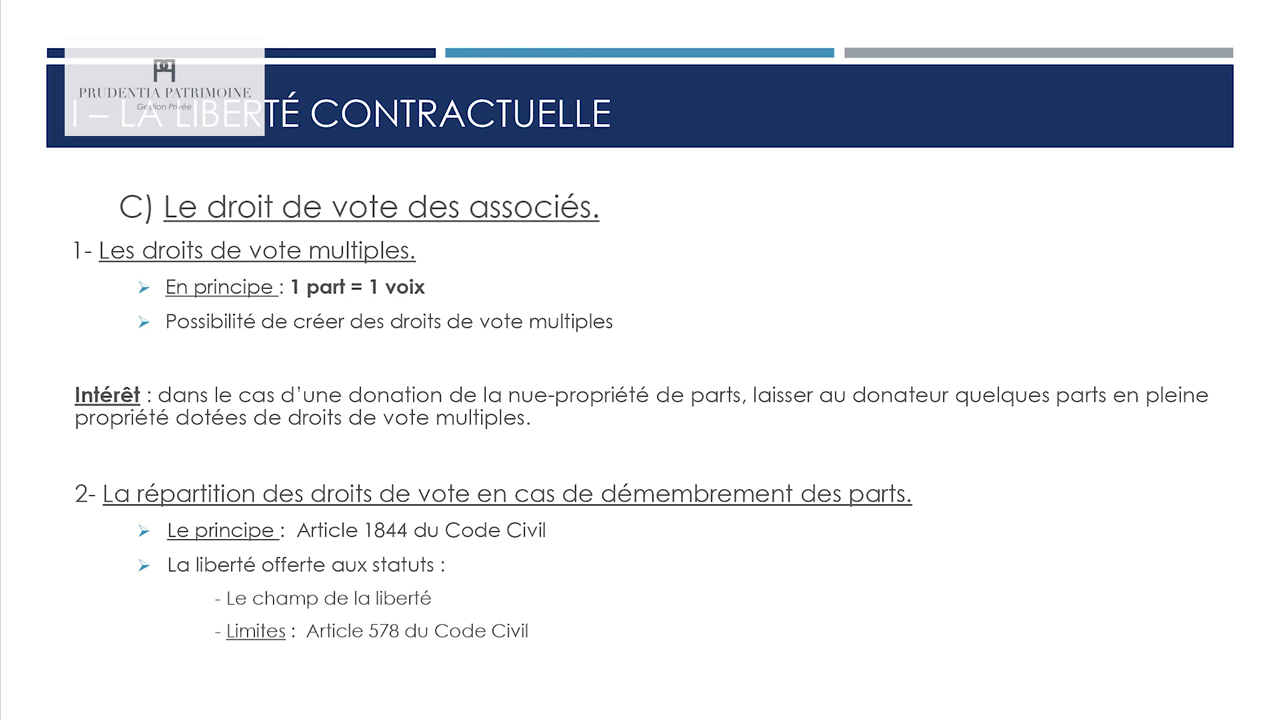 PRUDENTIA PATRIMOINE
Gestion Privée
I – LA LIBERTÉ CONTRACTUELLE
C) Le droit de vote des associés.
1- Les droits de vote multiples.
En principe : 1 part = 1 voix
Possibilité de créer des droits de vote multiples
Intérêt : dans le cas d’une donation de la nue-propriété de parts, laisser au donateur quelques parts en pleine
propriété dotées de droits de vote multiples.
2- La répartition des droits de vote en cas de démembrement des parts.
Le principe : Article 1844 du Code Civil
La liberté offerte aux statuts :
- Le champ de la liberté
- Limites : Article 578 du Code Civil